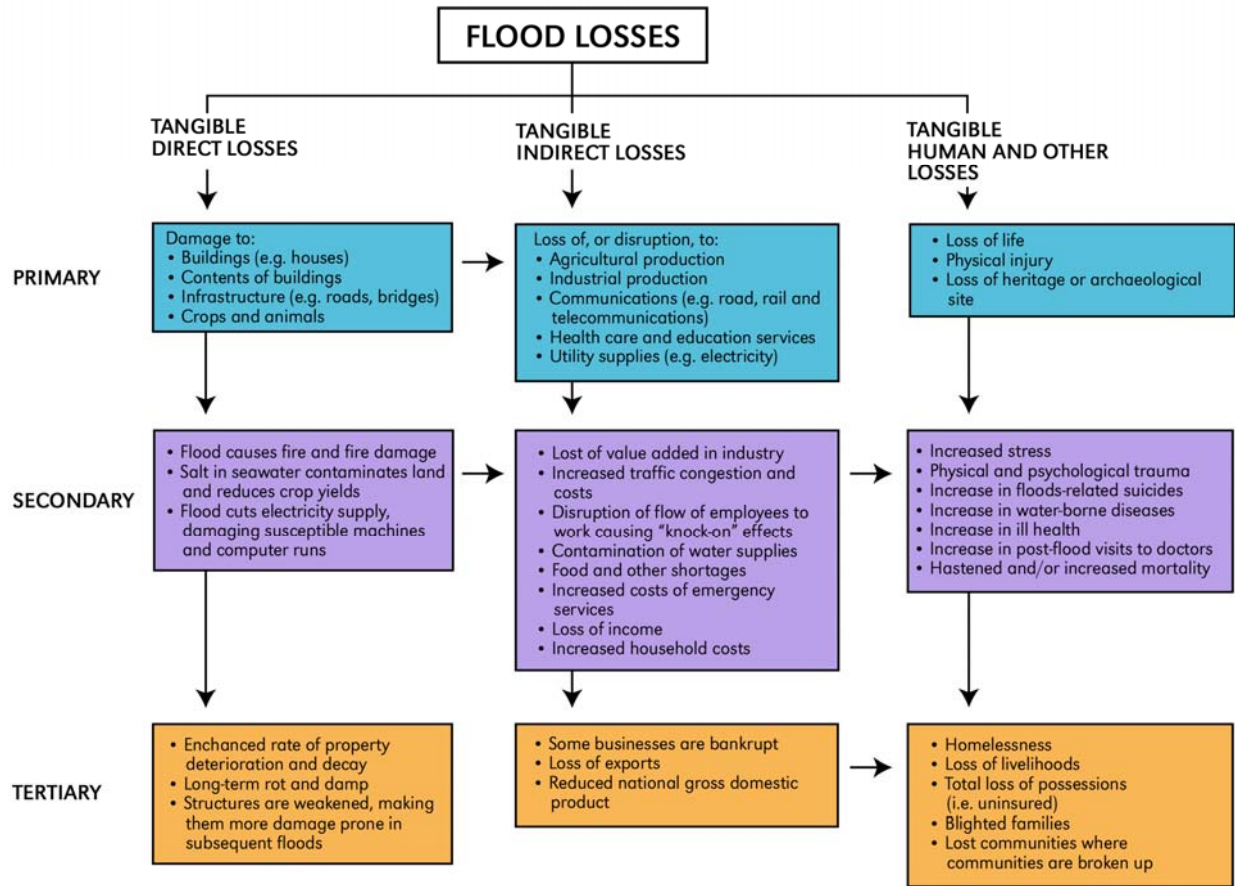 FLOOD LOSSES
TANGIBLE
DIRECT LOSSES
TANGIBLE
INDIRECT LOSSES
TANGIBLE
HUMAN AND OTHER
LOSSES
PRIMARY
Damage to:
• Buildings (e.g. houses)
• Contents of buildings
• Infrastructure (e.g. roads, bridges)
• Crops and animals
Loss of, or disruption, to:
• Agricultural production
• Industrial production
• Communications (e.g. road, rail and
telecommunications)
• Health care and education services
• Utility supplies (e.g. electricity)
• Loss of life
• Physical injury
• Loss of heritage or archaeological
site
SECONDARY
• Flood causes fire and fire damage
• Salt in seawater contaminates land
and reduces crop yields
• Flood cuts electricity supply,
damaging susceptible machines
and computer runs
• Lost of value added in industry
• Increased traffic congestion and
costs
• Disruption of flow of employees to
work causing “knock-on” effects
• Contamination of water supplies
• Food and other shortages
• Increased costs of emergency
services
• Loss of income
• Increased household costs
• Increased stress
• Physical and psychological trauma
• Increase in floods-related suicides
• Increase in water-borne diseases
• Increase in ill health
• Increase in post-flood visits to doctors
• Hastened and/or increased mortality
TERTIARY
• Enchanced rate of property
deterioration and decay
• Long-term rot and damp
• Structures are weakened, making
them more damage prone in
subsequent floods
• Some businesses are bankrupt
• Loss of exports
• Reduced national gross domestic
product
• Homelessness
• Loss of livelihoods
• Total loss of possessions
(i.e. uninsured)
• Blighted families
• Lost communities where
communities are broken up